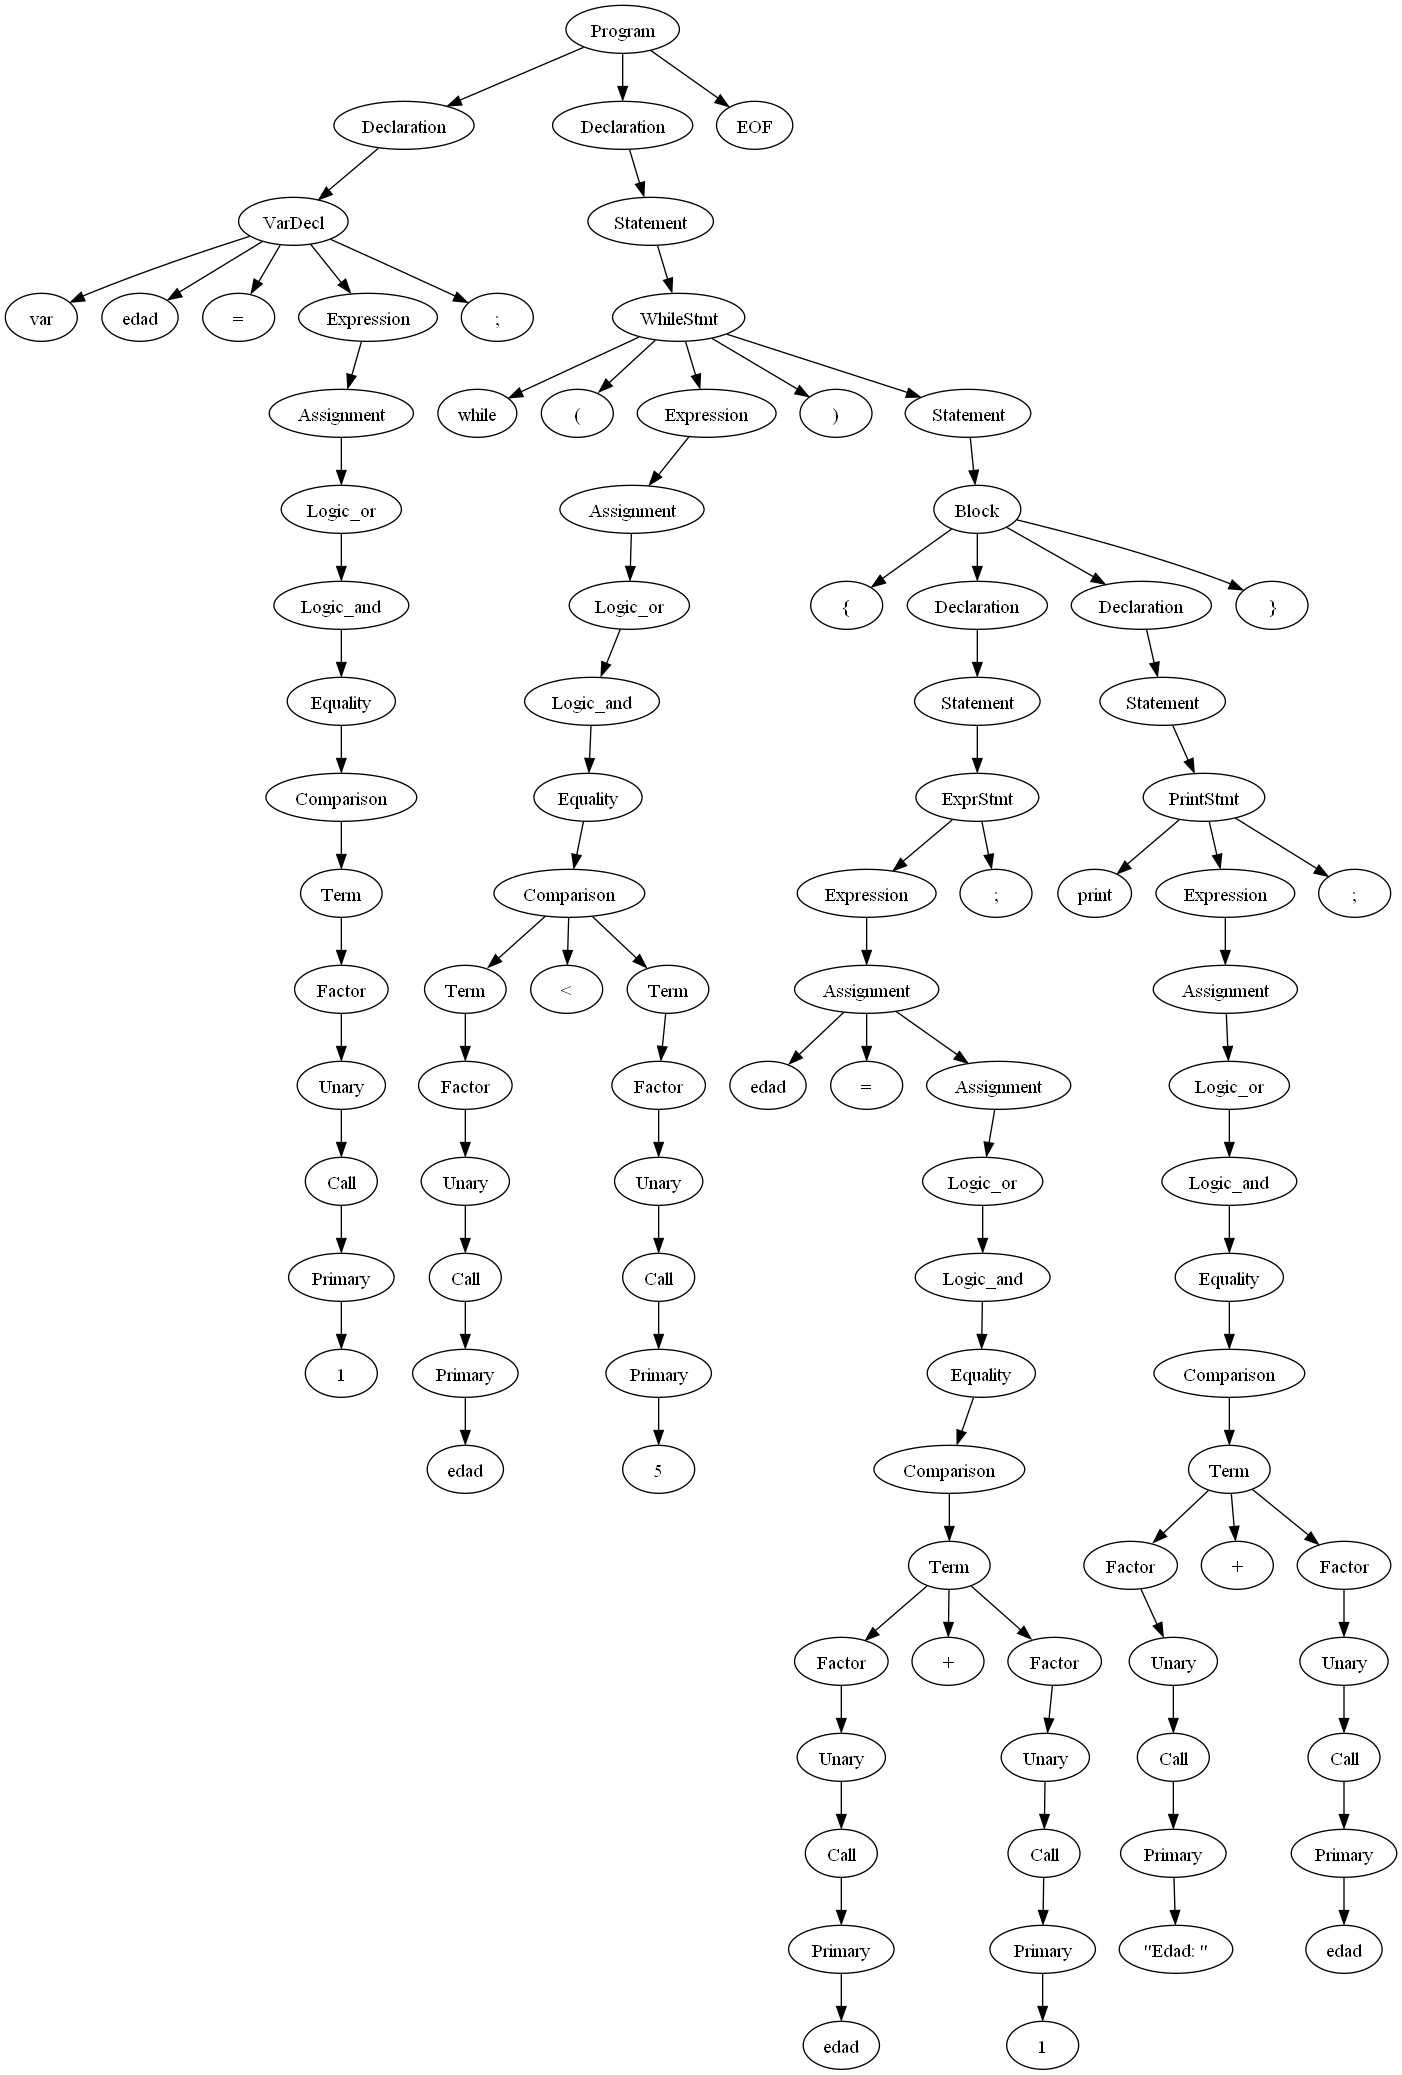 Program
Declaration Declaration EOF
VarDecl Statement
var edad = Expression ; WhileStmt
Assignment while ( Expression ) Statement
Logic_or Assignment Block
Logic_and Logic_or { Declaration Declaration }
Equality Logic_and Statement Statement
Comparison Equality ExprStmt PrintStmt
Term Comparison Expression ; print Expression ;
Factor Term < Term Assignment Assignment
Unary Factor Factor edad = Assignment Logic_or
Call Unary Unary Logic_or Logic_and
Primary Call Call Logic_and Equality
1 Primary Primary Equality Comparison
edad 5 Comparison Term
Term Factor + Factor
Factor + Factor Unary Unary
Unary Unary Call Call
Call Call Primary Primary
Primary Primary "Edad: " edad
edad 1